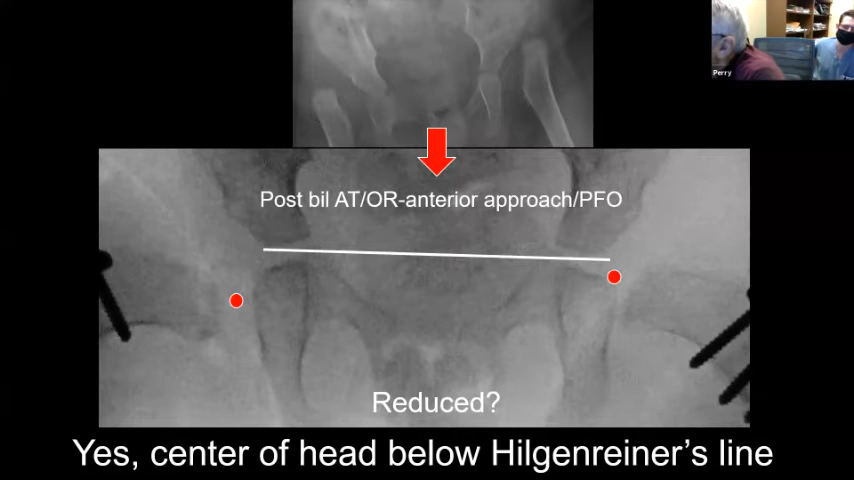 Perry
Post bil AT/OR-anterior approach/PFO
Reduced?
Yes, center of head below Hilgenreiner’s line